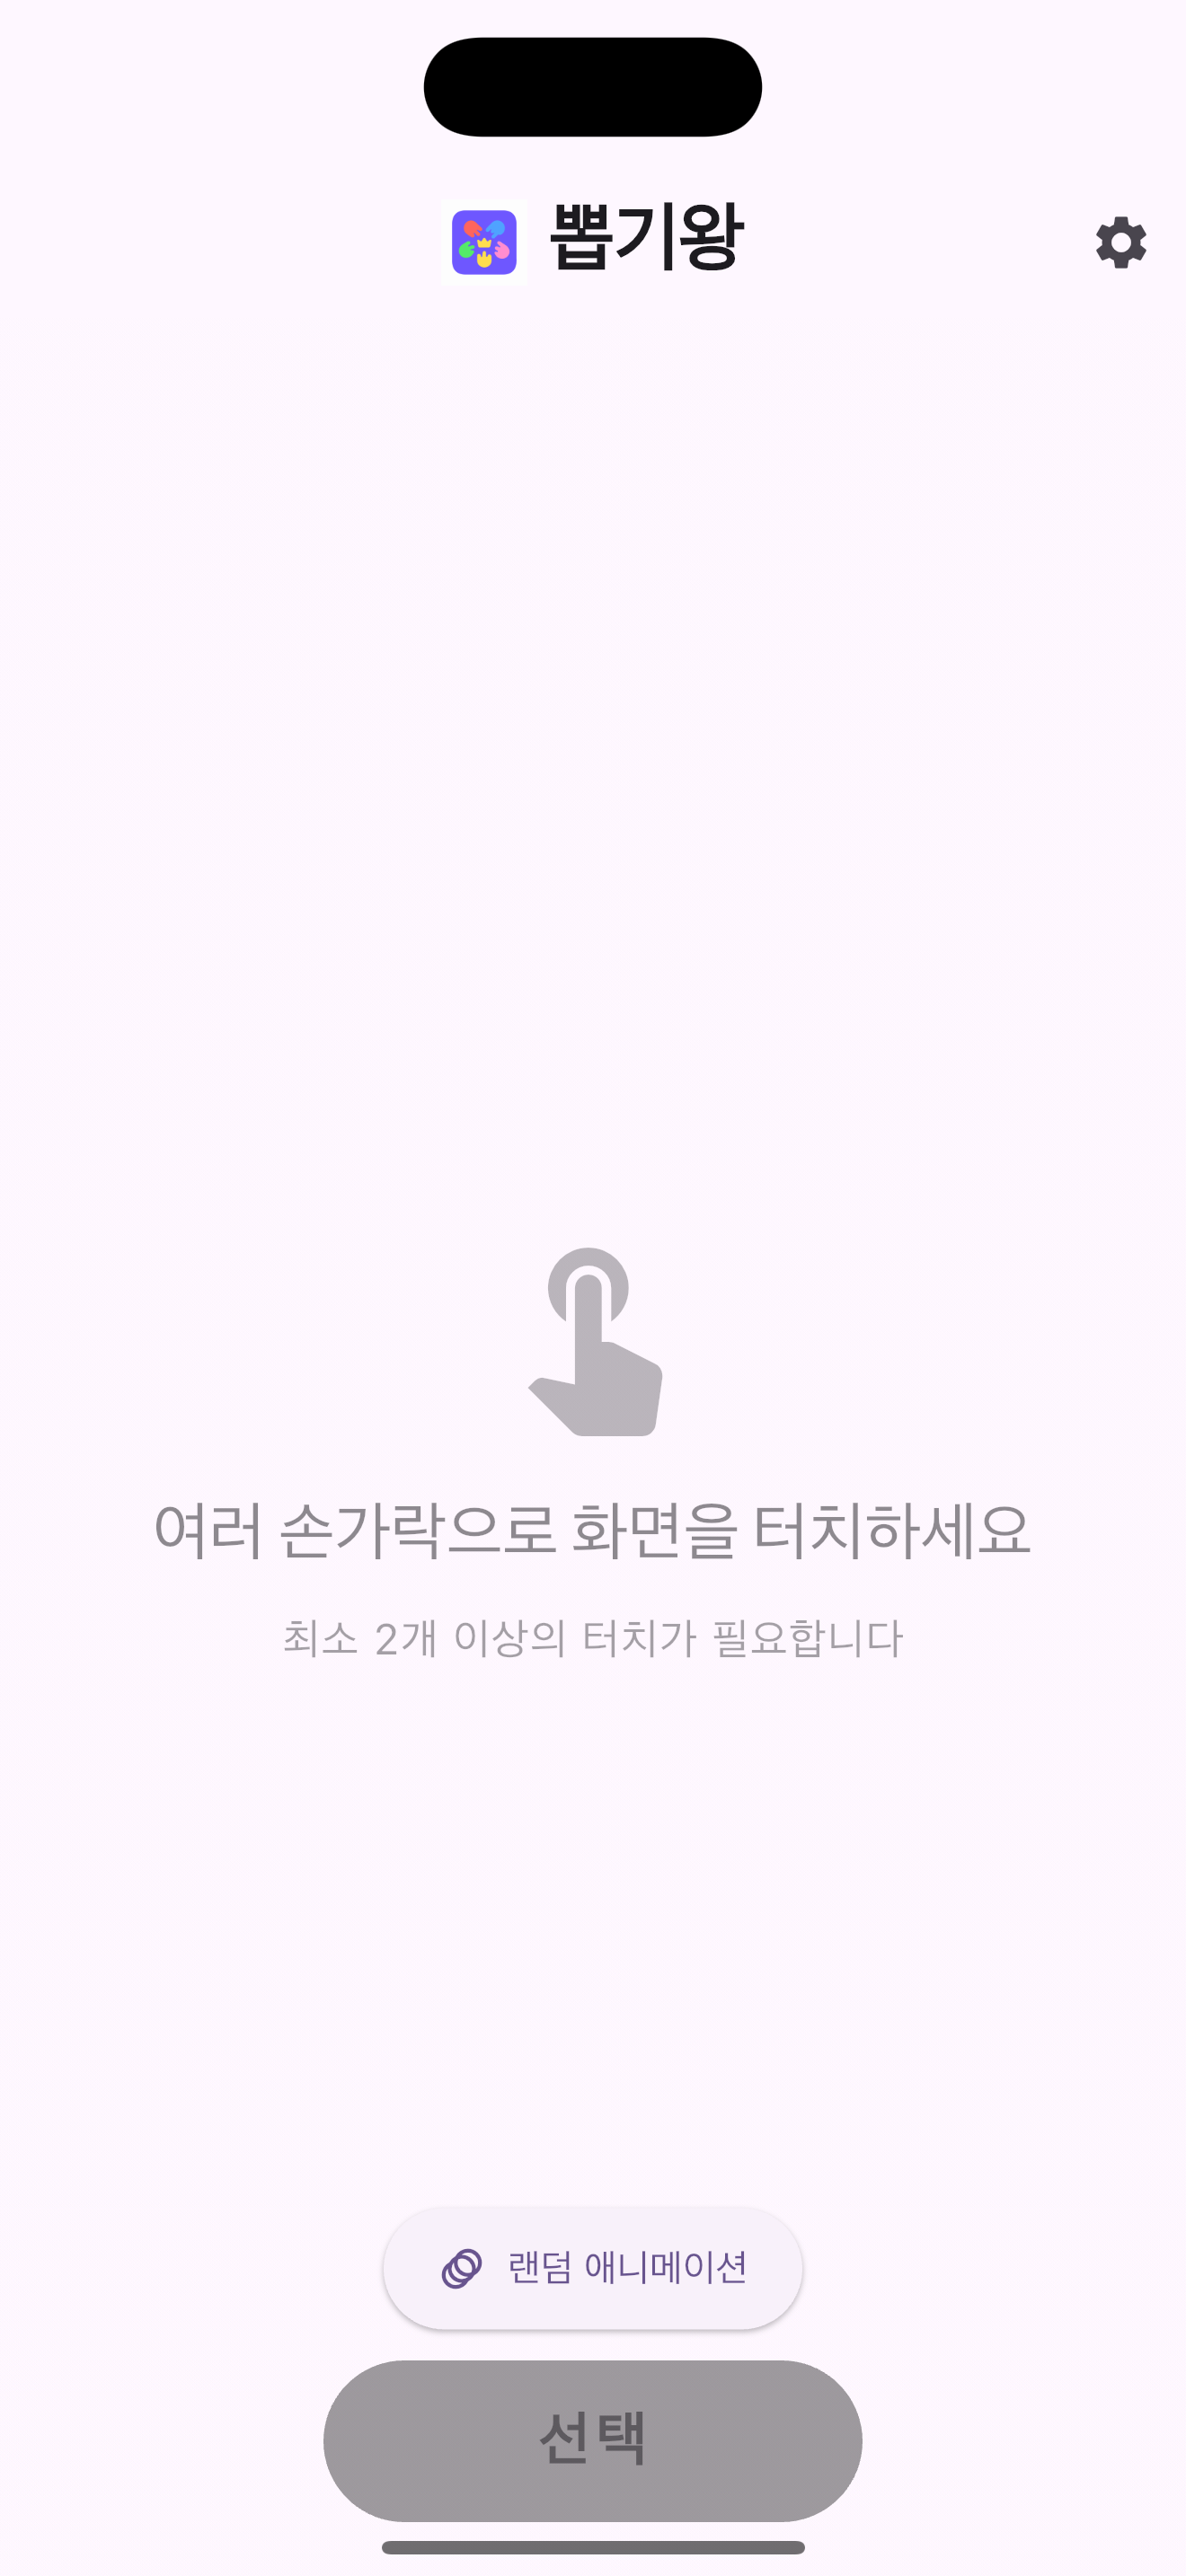 뽑기왕
여러 손가락으로 화면을 터치하세요
최소 2개 이상의 터치가 필요합니다
랜덤 애니메이션
선택